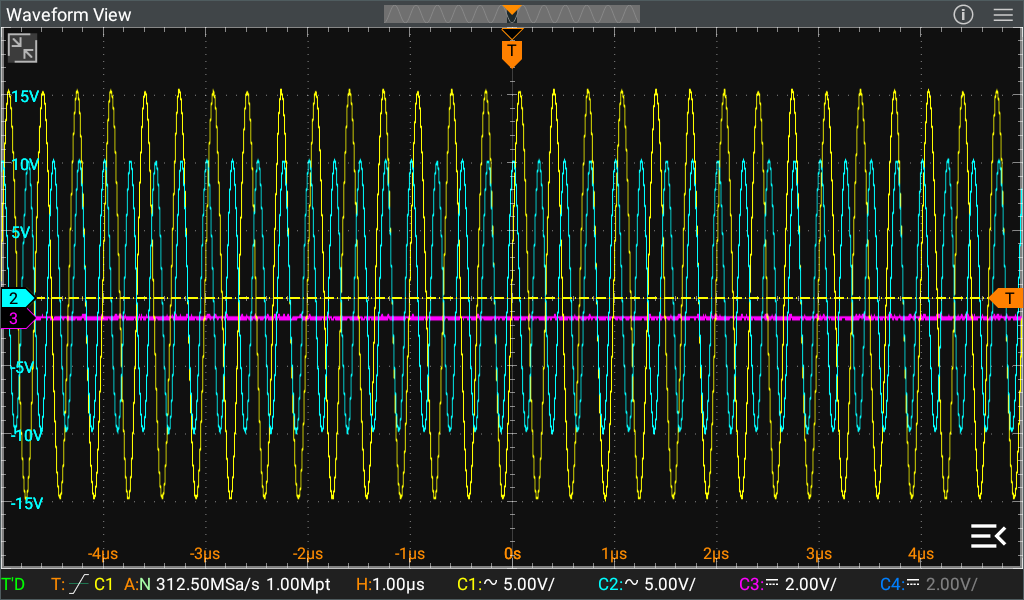 Waveform View
T
15V
10V
5V
2
T
3
-5V
-10V
-15V
-4µs -3µs -2µs -1µs 0s 1µs 2µs 3µs 4µs
T'D T: C1 A:N 312.50MSa/s 1.00Mpt H:1.00µs C1:~ 5.00V/ C2:~ 5.00V/ C3: 2.00V/ C4: 2.00V/